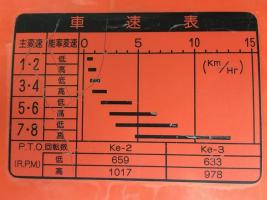 車速表
主変速 能率変速 0 5 10 15
(Km/Hr)
1・2 低
高
3・4 低
高
5・6 低
高
7・8 低
高
P.T.O.回転数 Ke-2 Ke-3
(R.P.M) 低 659 633
高 1017 978